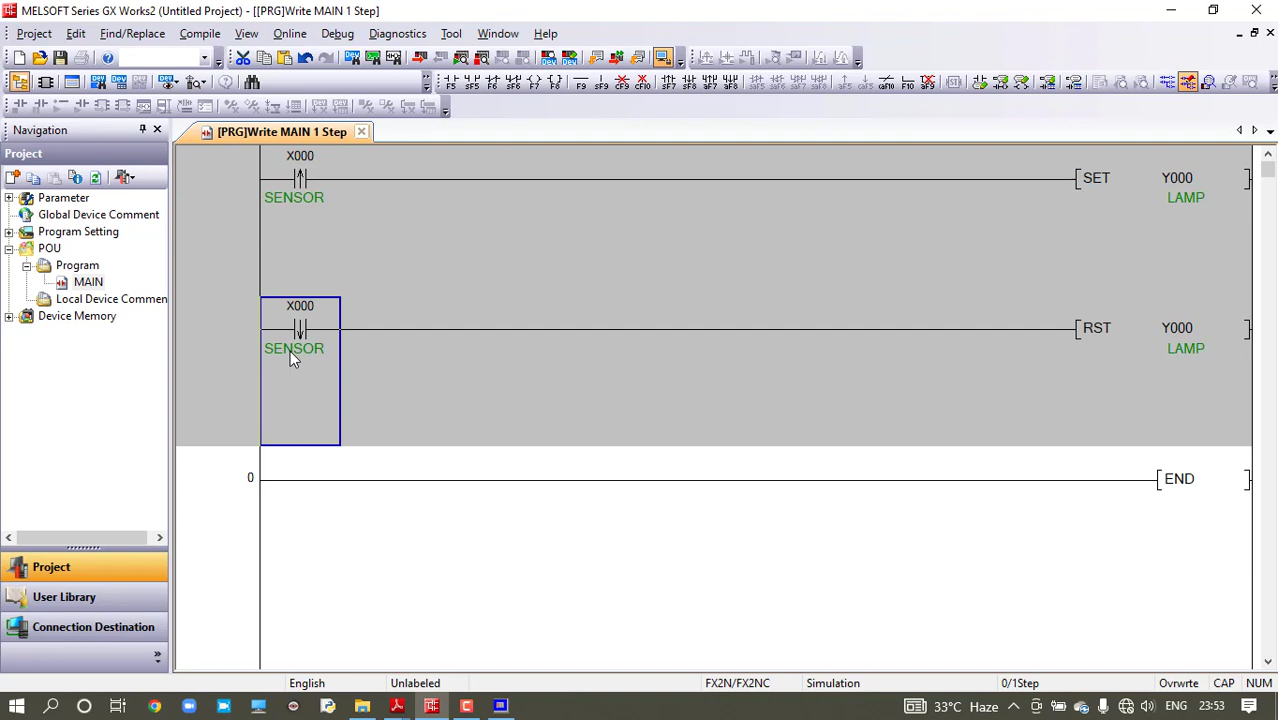 MELSOFT Series GX Works2 (Untitled Project) - [[PRG]Write MAIN 1 Step]
Project Edit Find/Replace Compile View Online Debug Diagnostics Tool Window Help
Navigation
[PRG]Write MAIN 1 Step
Project
Parameter
Global Device Comment
Program Setting
POU
Program
MAIN
Local Device Commen
Device Memory
Project
User Library
Connection Destination
X000
SET Y000
SENSOR LAMP
X000
RST Y000
SENSOR LAMP
0 END
English Unlabeled FX2N/FX2NC Simulation 0/1Step Ovrwrte CAP NUM
33°C Haze ENG 23:53